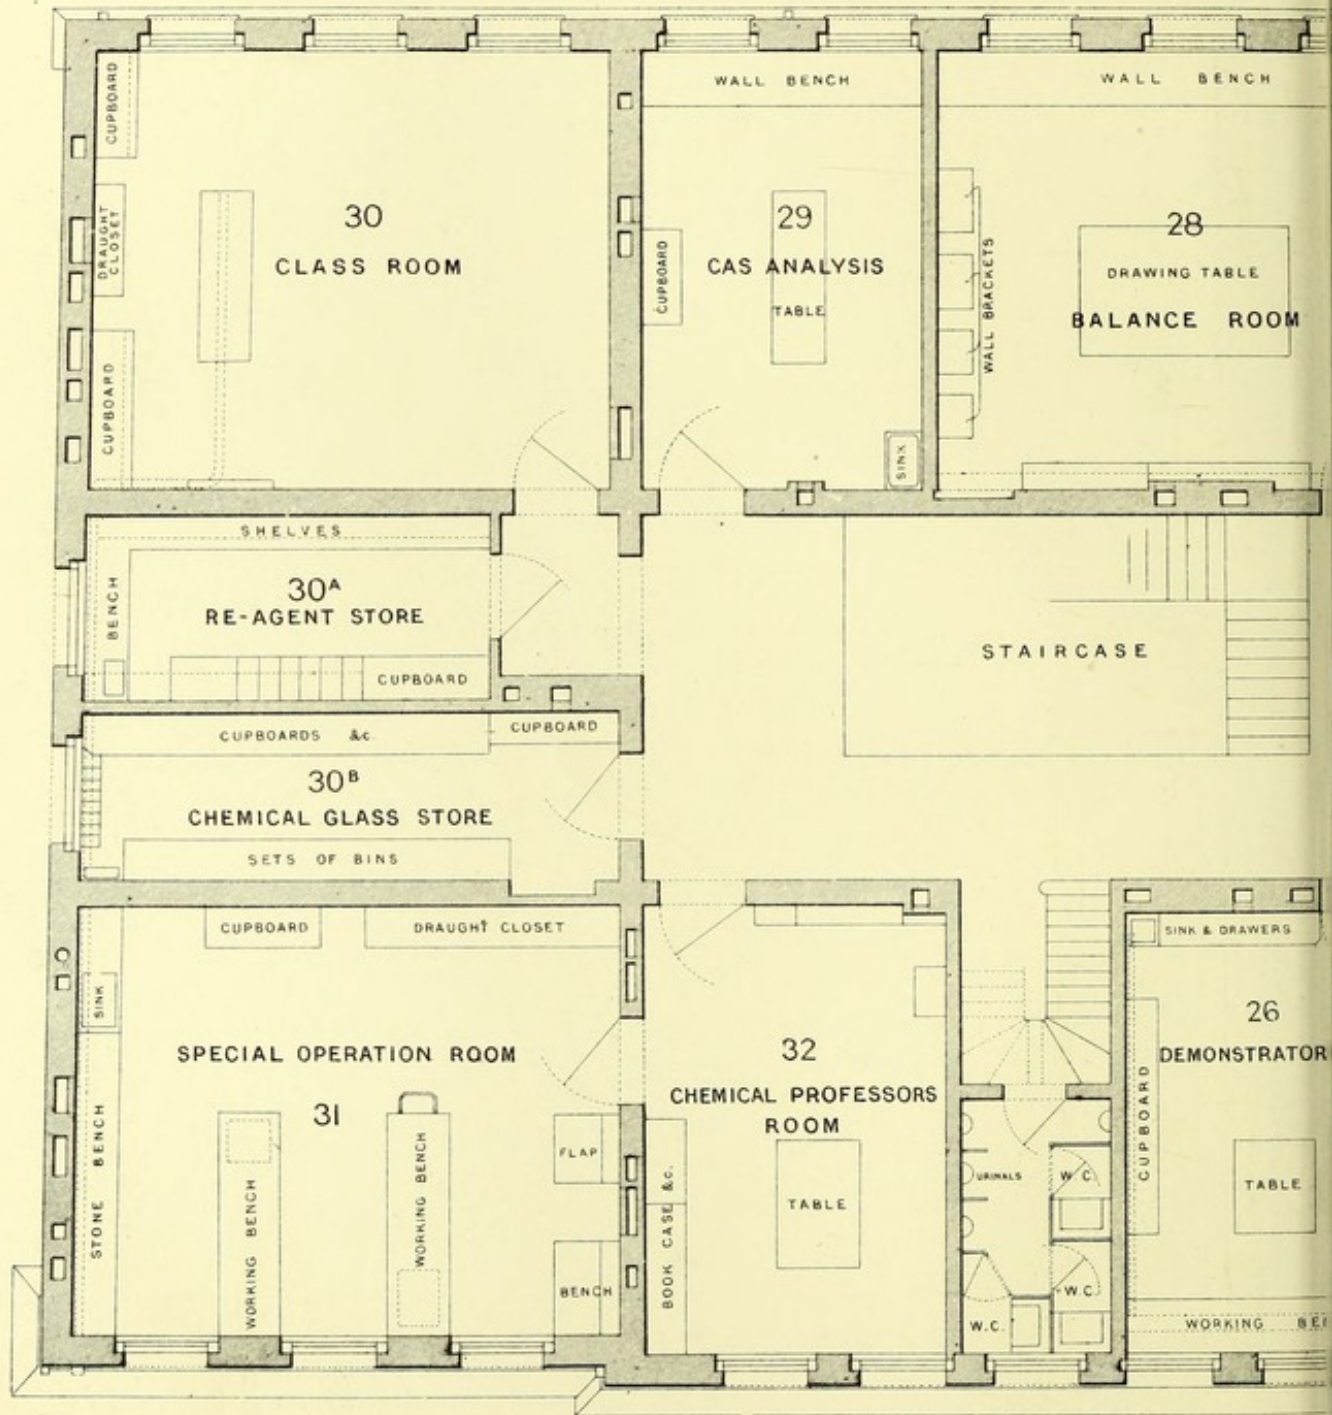 WALL BENCH
WALL BENCH
CUPBOARD
DRAUGHT
CLOSET
CUPBOARD
30
CLASS ROOM
CUPBOARD
29
CAS ANALYSIS
TABLE
SINK
WALL BRACKETS
28
DRAWING TABLE
BALANCE ROOM
SHELVES
BENCH
30A
RE-AGENT STORE
CUPBOARD
STAIRCASE
CUPBOARDS &c.
CUPBOARD
30B
CHEMICAL GLASS STORE
SETS OF BINS
CUPBOARD
DRAUGHT CLOSET
SINK
STONE BENCH
SPECIAL OPERATION ROOM
31
WORKING BENCH
WORKING BENCH
FLAP
BENCH
32
CHEMICAL PROFESSORS
ROOM
TABLE
BOOK CASE &c.
URINALS
W.C.
W.C.
W.C.
SINK & DRAWERS
26
DEMONSTRATOR
CUPBOARD
TABLE
WORKING BE